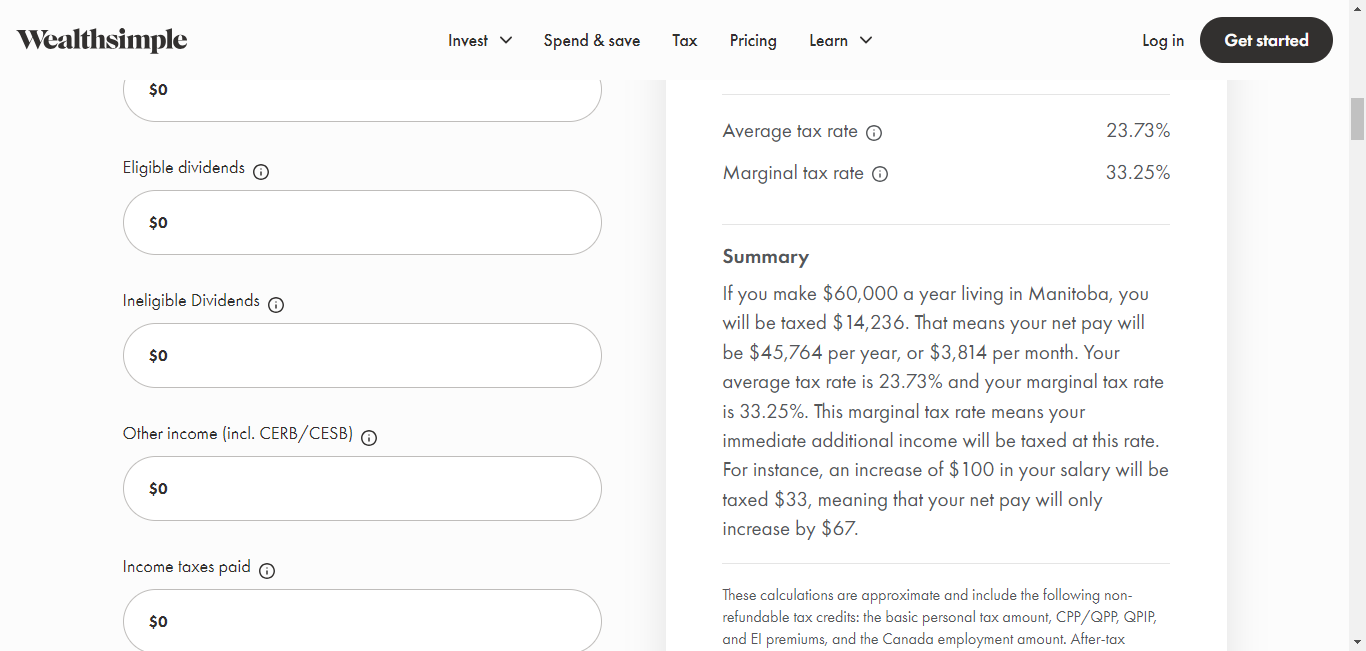 Wealthsimple
Invest
Spend & save
Tax
Pricing
Learn
Log in
Get started
$0
Eligible dividends
$0
Ineligible Dividends
$0
Other income (incl. CERB/CESB)
$0
Income taxes paid
$0
Average tax rate 23.73%
Marginal tax rate 33.25%
Summary
If you make $60,000 a year living in Manitoba, you
will be taxed $14,236. That means your net pay will
be $45,764 per year, or $3,814 per month. Your
average tax rate is 23.73% and your marginal tax rate
is 33.25%. This marginal tax rate means your
immediate additional income will be taxed at this rate.
For instance, an increase of $100 in your salary will be
taxed $33, meaning that your net pay will only
increase by $67.
These calculations are approximate and include the following non-
refundable tax credits: the basic personal tax amount, CPP/QPP, QPIP,
and EI premiums, and the Canada employment amount. After-tax